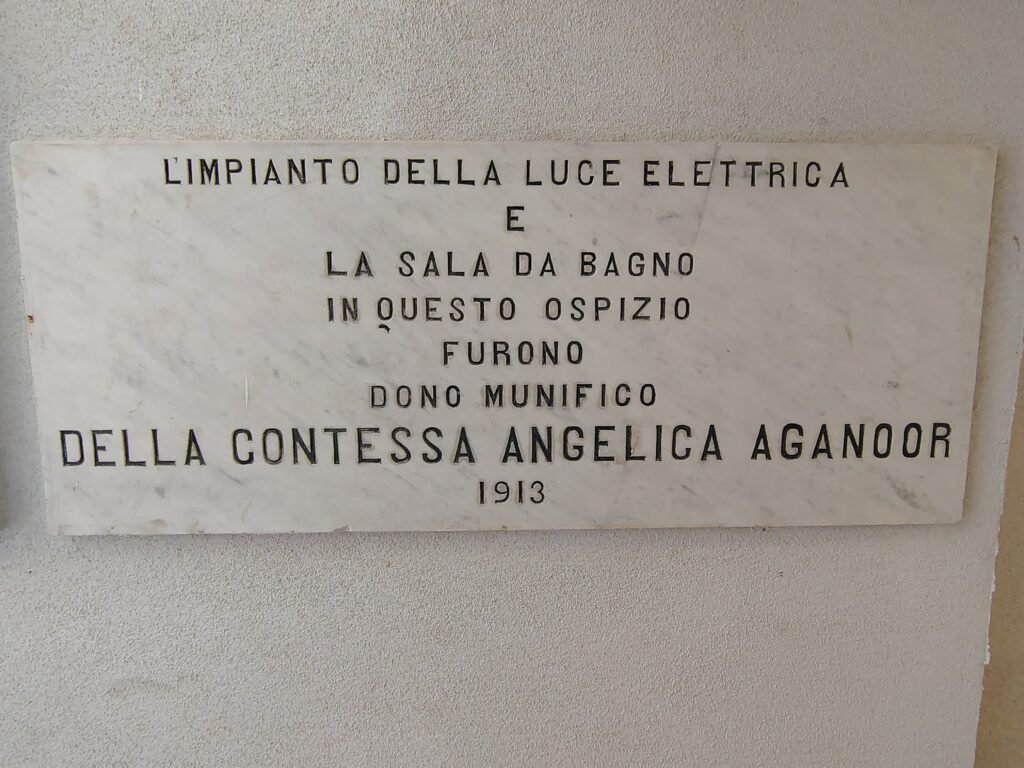 L'IMPIANTO DELLA LUCE ELETTRICA
E
LA SALA DA BAGNO
IN QUESTO OSPIZIO
FURONO
DONO MUNIFICO
DELLA CONTESSA ANGELICA AGANOOR
1913